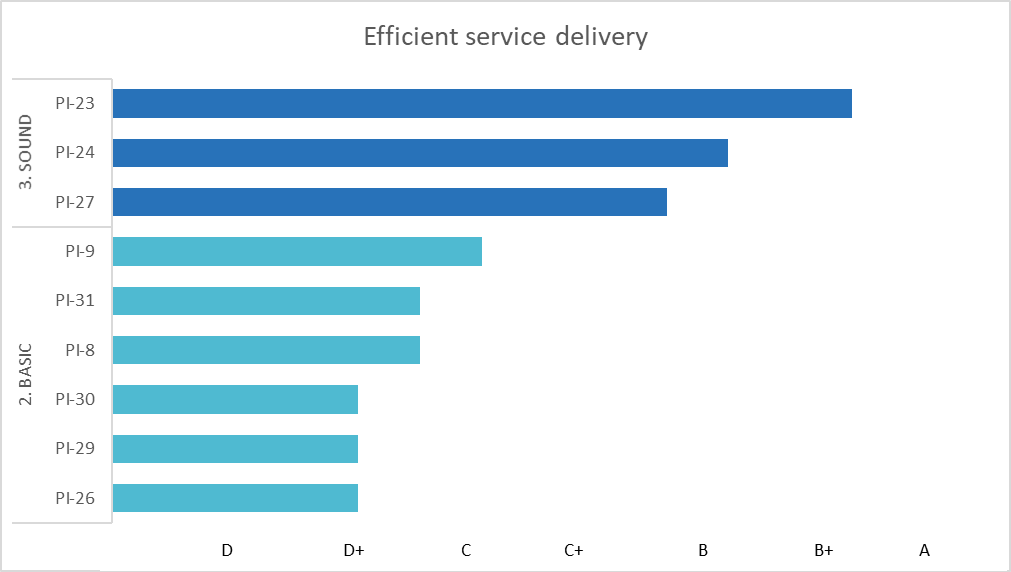 Efficient service delivery
3. SOUND
PI-23
PI-24
PI-27
2. BASIC
PI-9
PI-31
PI-8
PI-30
PI-29
PI-26
D D+ C C+ B B+ A